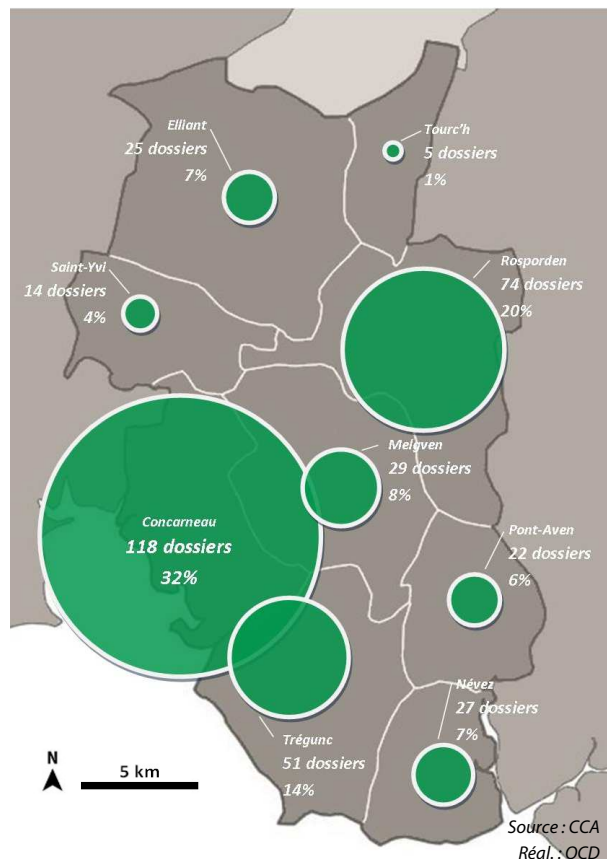 Elliant
25 dossiers
7%
Tourc'h
5 dossiers
1%
Saint-Yvi
14 dossiers
4%
Rosporden
74 dossiers
20%
Melgven
29 dossiers
8%
Concarneau
118 dossiers
32%
Pont-Aven
22 dossiers
6%
Névez
27 dossiers
7%
Trégunc
51 dossiers
14%
N
5 km
Source : CCA
Réal. : OCD